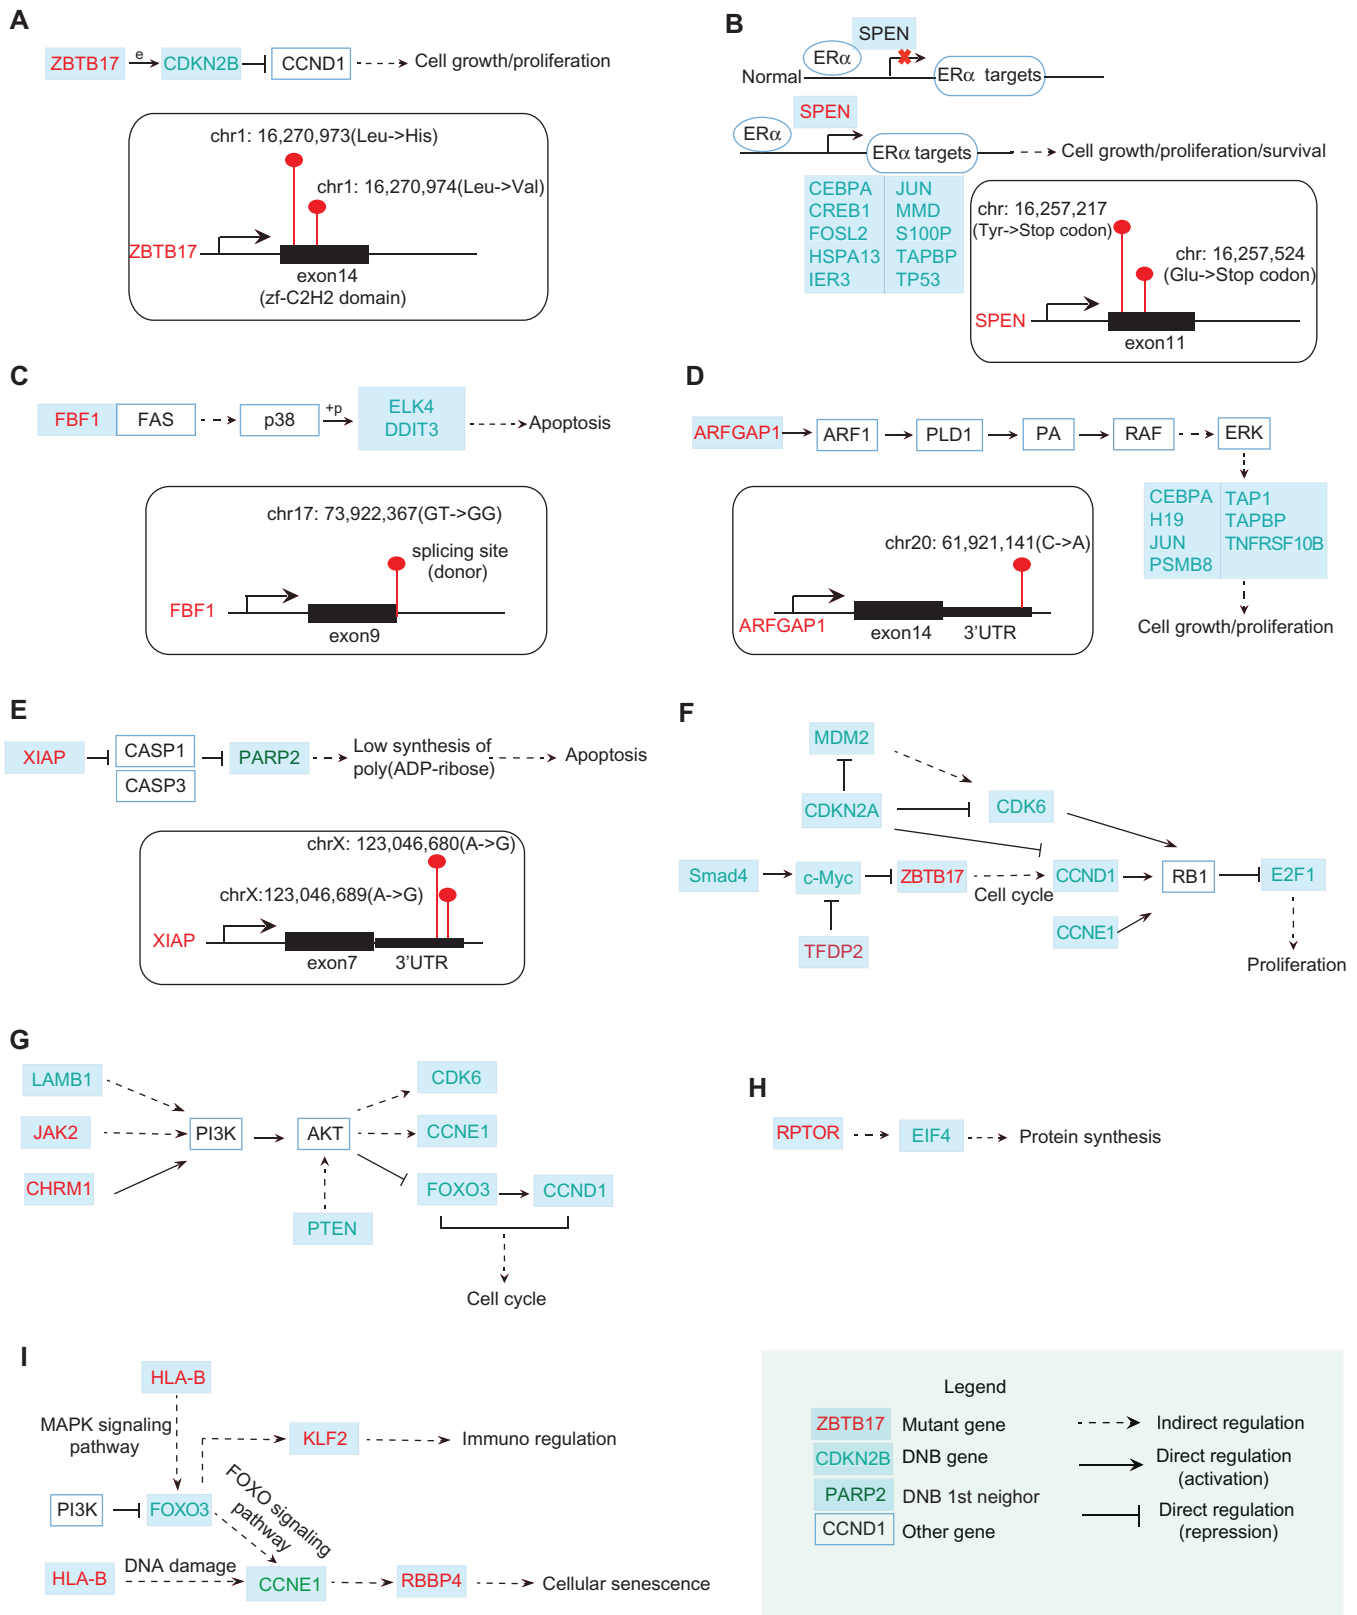 A
ZBTB17
e
CDKN2B
CCND1
Cell growth/proliferation
chr1: 16,270,973(Leu->His)
chr1: 16,270,974(Leu->Val)
ZBTB17
exon14
(zf-C2H2 domain)
B
SPEN
ERα
Normal
ERα targets
SPEN
ERα
ERα targets
Cell growth/proliferation/survival
CEBPA JUN
CREB1 MMD
FOSL2 S100P
HSPA13 TAPBP
IER3 TP53
chr: 16,257,217
(Tyr->Stop codon)
chr: 16,257,524
(Glu->Stop codon)
SPEN
exon11
C
FBF1
FAS
p38
+p
ELK4
DDIT3
Apoptosis
chr17: 73,922,367(GT->GG)
splicing site
(donor)
FBF1
exon9
D
ARFGAP1
ARF1
PLD1
PA
RAF
ERK
CEBPA TAP1
H19 TAPBP
JUN TNFRSF10B
PSMB8
Cell growth/proliferation
chr20: 61,921,141(C->A)
ARFGAP1
exon14
3'UTR
E
XIAP
CASP1
CASP3
PARP2
Low synthesis of
poly(ADP-ribose)
Apoptosis
chrX: 123,046,680(A->G)
chrX:123,046,689(A->G)
XIAP
exon7
3'UTR
F
MDM2
CDKN2A
CDK6
Smad4
c-Myc
ZBTB17
Cell cycle
CCND1
RB1
E2F1
TFDP2
CCNE1
Proliferation
G
LAMB1
JAK2
CHRM1
PI3K
AKT
PTEN
CDK6
CCNE1
FOXO3
CCND1
Cell cycle
H
RPTOR
EIF4
Protein synthesis
I
HLA-B
MAPK signaling
pathway
KLF2
Immuno regulation
PI3K
FOXO3
FOXO signaling
pathway
HLA-B
DNA damage
CCNE1
RBBP4
Cellular senescence
Legend
ZBTB17 Mutant gene
CDKN2B DNB gene
PARP2 DNB 1st neighor
CCND1 Other gene
Indirect regulation
Direct regulation
(activation)
Direct regulation
(repression)